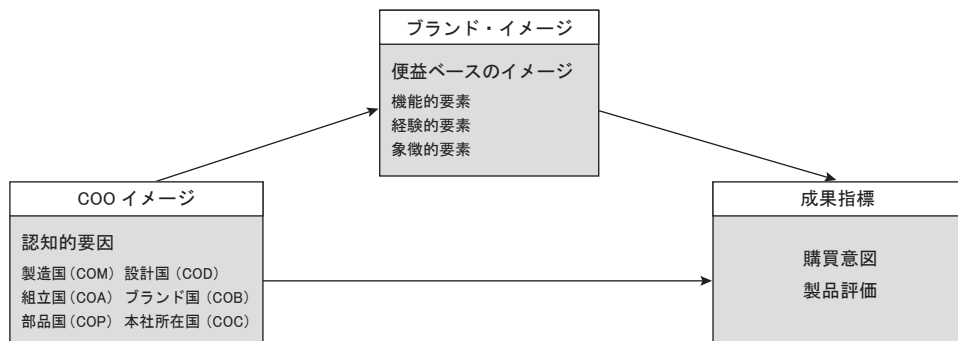 ブランド・イメージ
便益ベースのイメージ
機能的要素
経験的要素
象徴的要素
COO イメージ
認知的要因
製造国(COM) 設計国(COD)
組立国(COA) ブランド国(COB)
部品国(COP) 本社所在国(COC)
成果指標
購買意図
製品評価